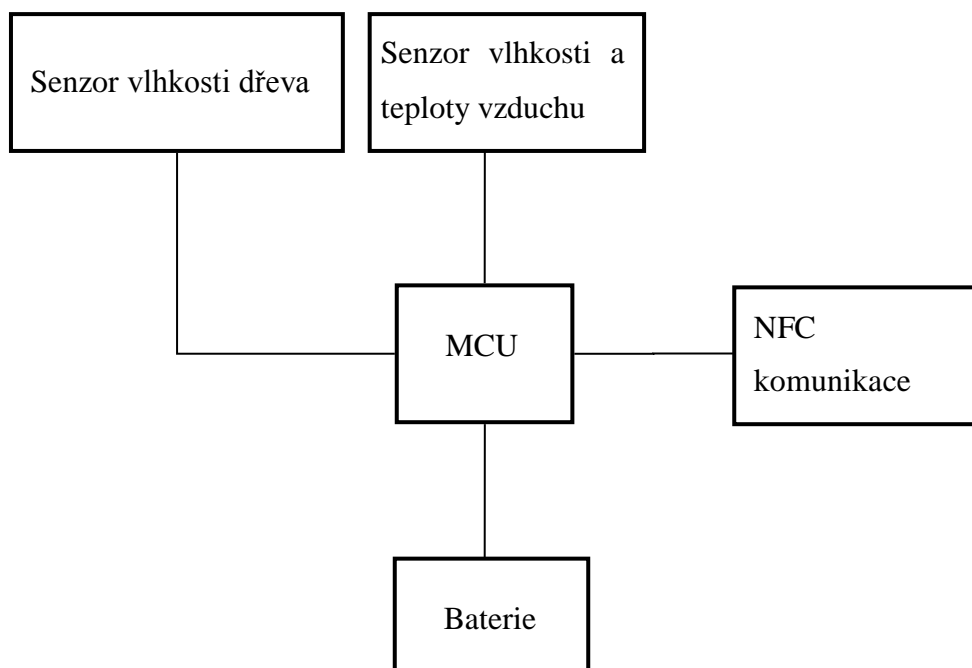 Senzor vlhkosti dřeva
Senzor vlhkosti a
teploty vzduchu
MCU
NFC
komunikace
Baterie